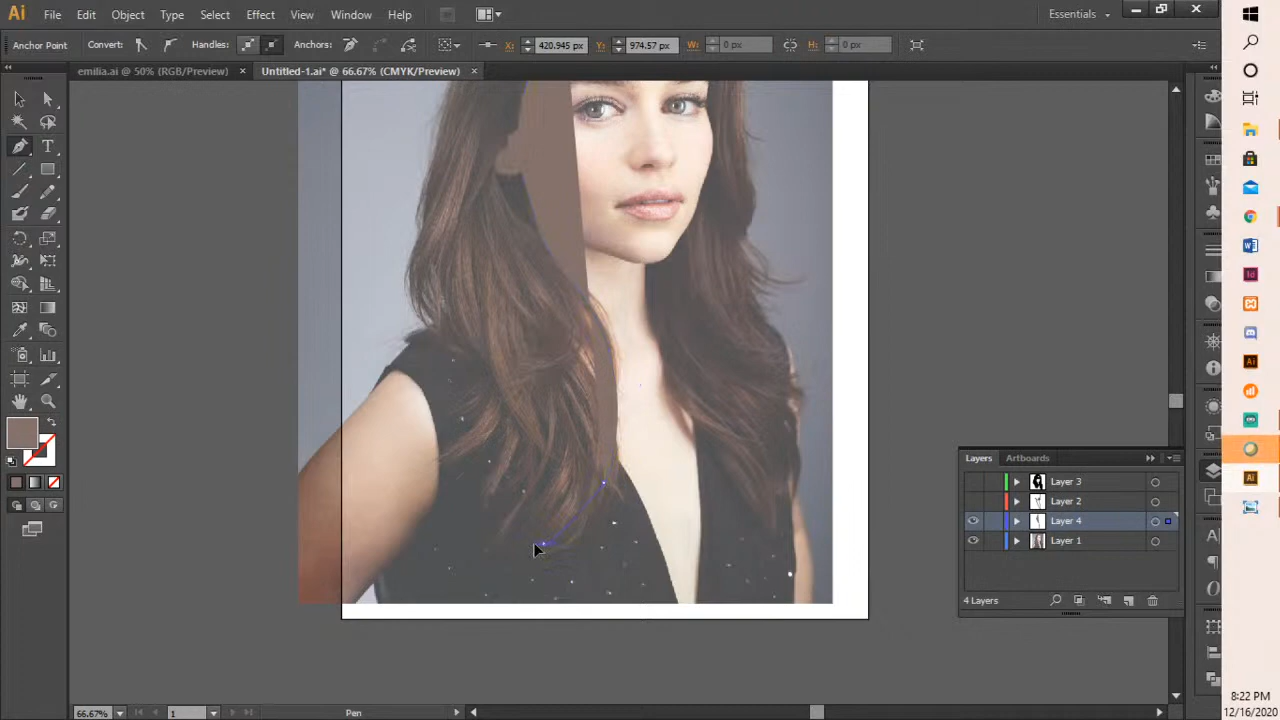 Ai File Edit Object Type Select Effect View Window Help Essentials
Anchor Point Convert: Handles: Anchors: X: 420.945 px Y: 974.57 px W: 0 px H: 0 px
emilia.ai @ 50% (RGB/Preview) × Untitled-1.ai* @ 66.67% (CMYK/Preview) ×
Layers Artboards
Layer 3
Layer 2
Layer 4
Layer 1
4 Layers
66.67% 1 Pen
8:22 PM
12/16/2020